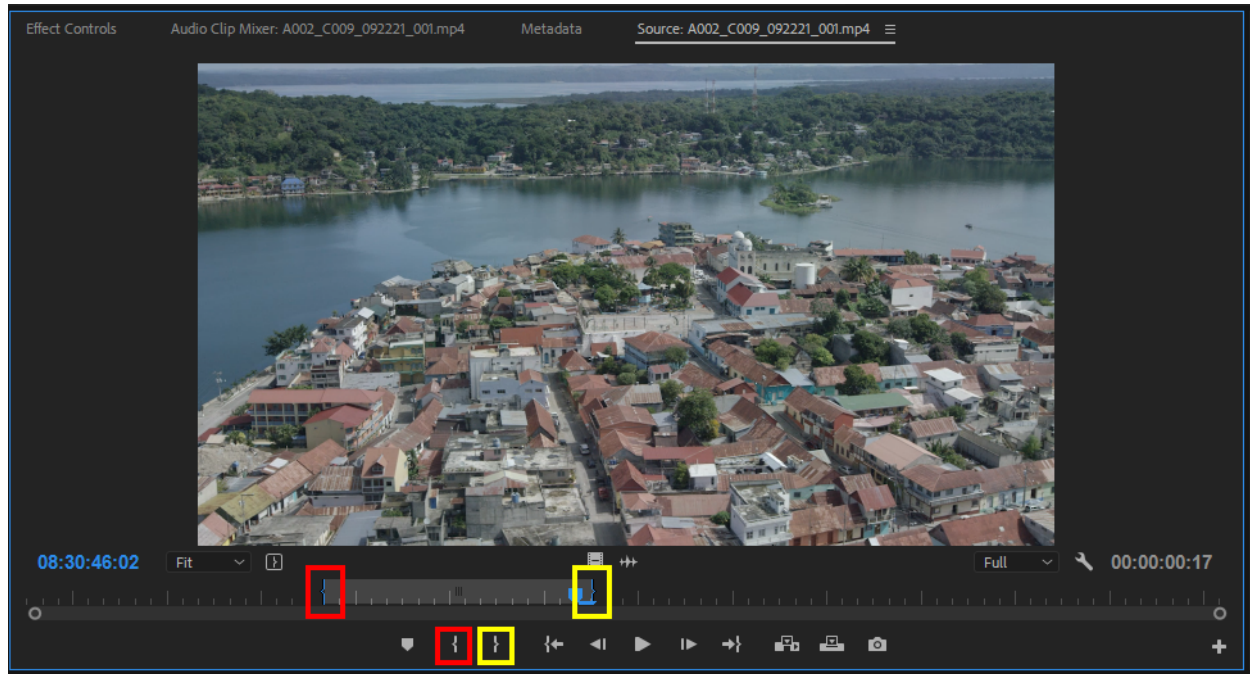 Effect Controls Audio Clip Mixer: A002_C009_092221_001.mp4 Metadata Source: A002_C009_092221_001.mp4
08:30:46:02 Fit Full 00:00:00:17